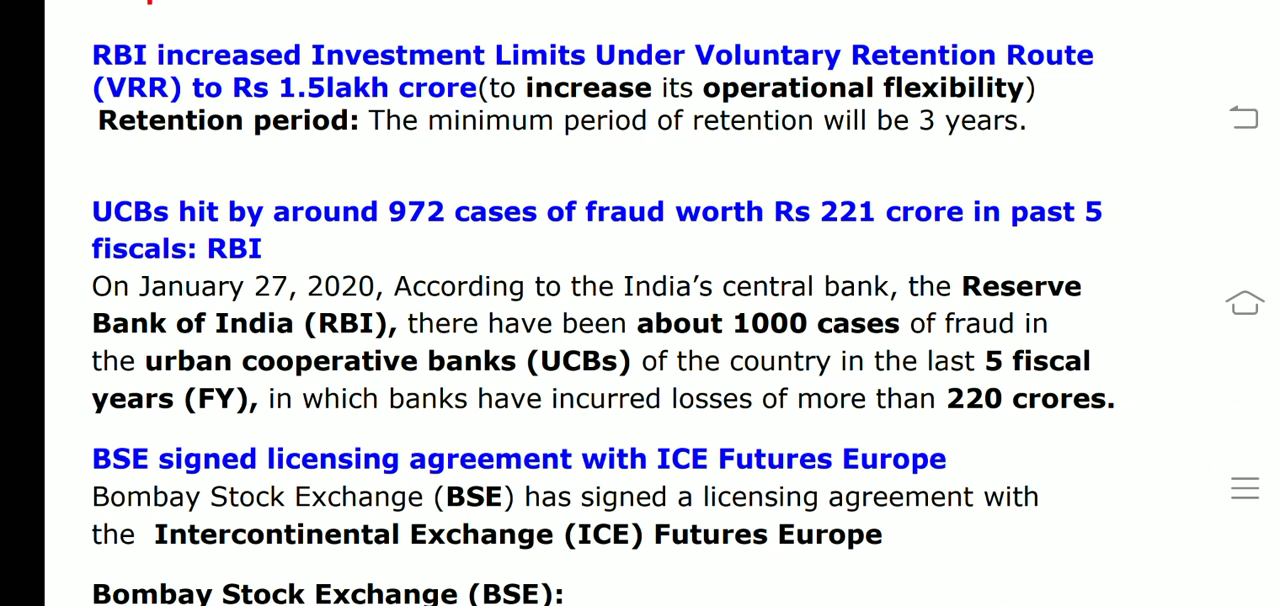 RBI increased Investment Limits Under Voluntary Retention Route
(VRR) to Rs 1.5lakh crore(to increase its operational flexibility)
Retention period: The minimum period of retention will be 3 years.
UCBs hit by around 972 cases of fraud worth Rs 221 crore in past 5
fiscals: RBI
On January 27, 2020, According to the India’s central bank, the Reserve
Bank of India (RBI), there have been about 1000 cases of fraud in
the urban cooperative banks (UCBs) of the country in the last 5 fiscal
years (FY), in which banks have incurred losses of more than 220 crores.
BSE signed licensing agreement with ICE Futures Europe
Bombay Stock Exchange (BSE) has signed a licensing agreement with
the Intercontinental Exchange (ICE) Futures Europe
Bombay Stock Exchange (BSE):